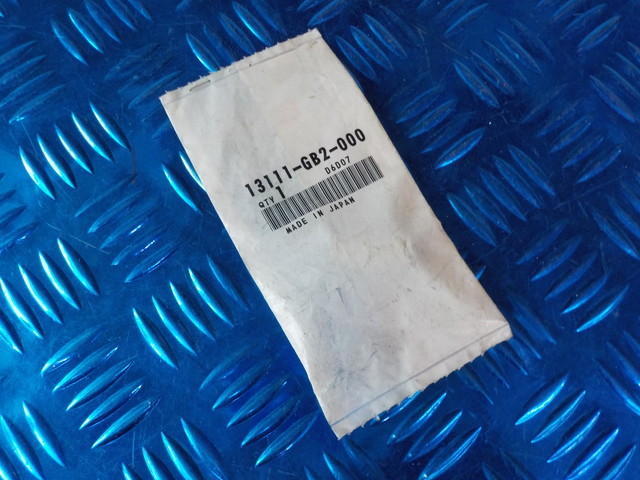 13111-GB2-000
QTY 1 D6D07
MADE IN JAPAN